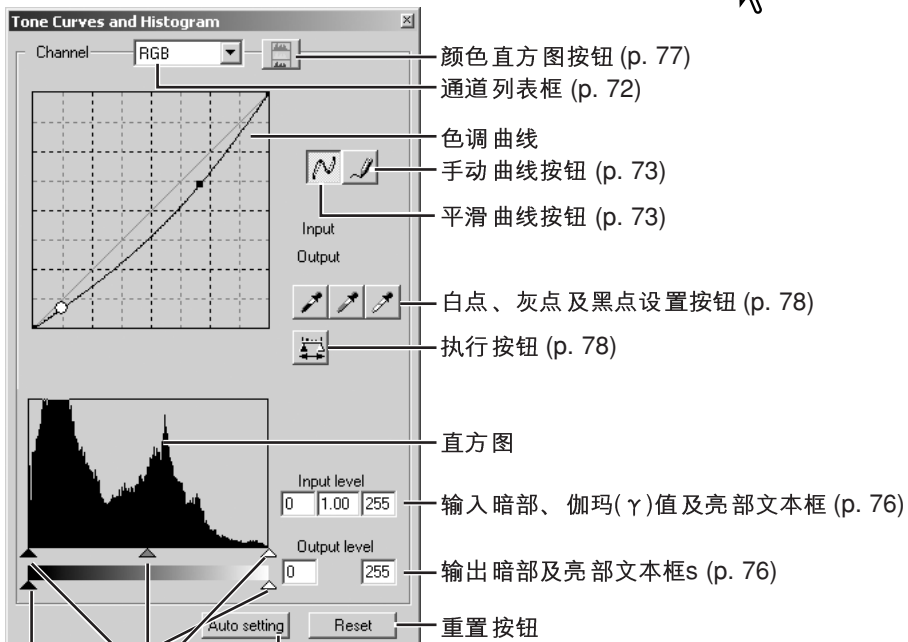 Tone Curves and Histogram
Channel RGB
颜色直方图按钮 (p. 77)
通道列表框 (p. 72)
色调曲线
手动曲线按钮 (p. 73)
平滑曲线按钮 (p. 73)
Input
Output
白点、灰点及黑点设置按钮 (p. 78)
执行按钮 (p. 78)
直方图
Input level
0 1.00 255
输入暗部、伽玛(γ)值及亮部文本框 (p. 76)
Output level
0 255
输出暗部及亮部文本框s (p. 76)
Auto setting Reset
重置按钮